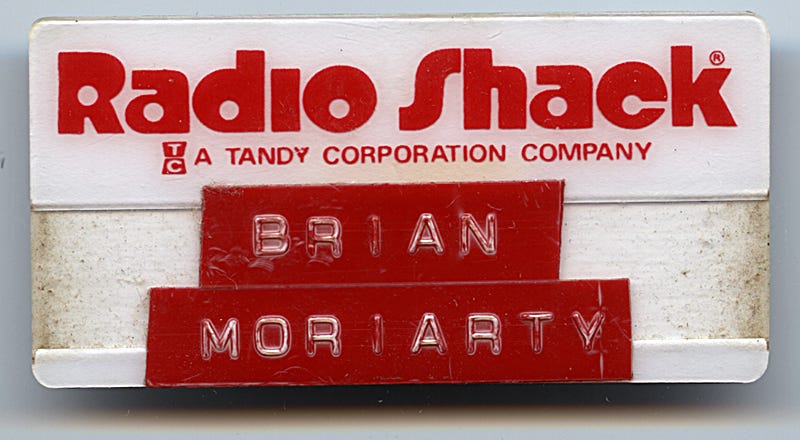 Radio Shack®
TC A TANDY CORPORATION COMPANY
BRIAN
MORIARTY